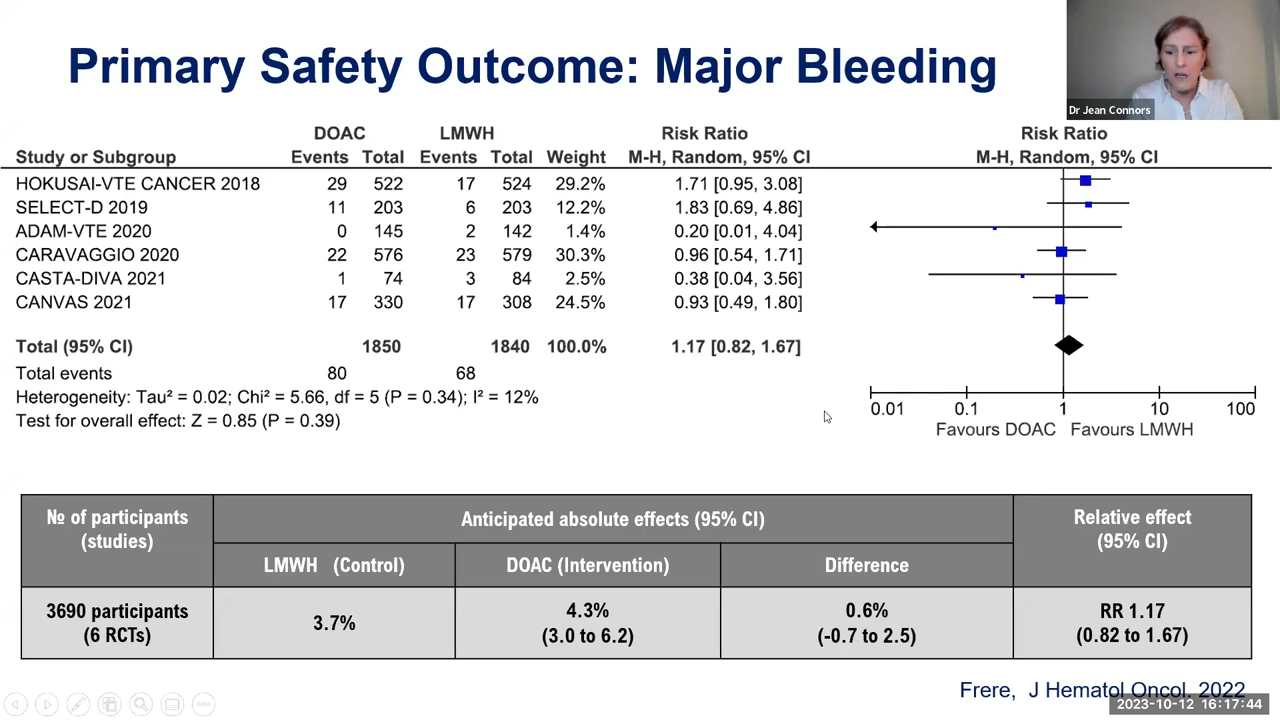 Primary Safety Outcome: Major Bleeding
Dr Jean Connors
DOAC LMWH Risk Ratio Risk Ratio
Study or Subgroup Events Total Events Total Weight M-H, Random, 95% CI M-H, Random, 95% CI
HOKUSAI-VTE CANCER 2018 29 522 17 524 29.2% 1.71 [0.95, 3.08]
SELECT-D 2019 11 203 6 203 12.2% 1.83 [0.69, 4.86]
ADAM-VTE 2020 0 145 2 142 1.4% 0.20 [0.01, 4.04]
CARAVAGGIO 2020 22 576 23 579 30.3% 0.96 [0.54, 1.71]
CASTA-DIVA 2021 1 74 3 84 2.5% 0.38 [0.04, 3.56]
CANVAS 2021 17 330 17 308 24.5% 0.93 [0.49, 1.80]
Total (95% CI) 1850 1840 100.0% 1.17 [0.82, 1.67]
Total events 80 68
Heterogeneity: Tau² = 0.02; Chi² = 5.66, df = 5 (P = 0.34); I² = 12%
Test for overall effect: Z = 0.85 (P = 0.39)
0.01 0.1 1 10 100
Favours DOAC Favours LMWH
№ of participants
(studies)
Anticipated absolute effects (95% CI)
Relative effect
(95% CI)
LMWH (Control) DOAC (Intervention) Difference
3690 participants
(6 RCTs)
3.7%
4.3%
(3.0 to 6.2)
0.6%
(-0.7 to 2.5)
RR 1.17
(0.82 to 1.67)
Frere, J Hematol Oncol. 2022
2023-10-12 16:17:44